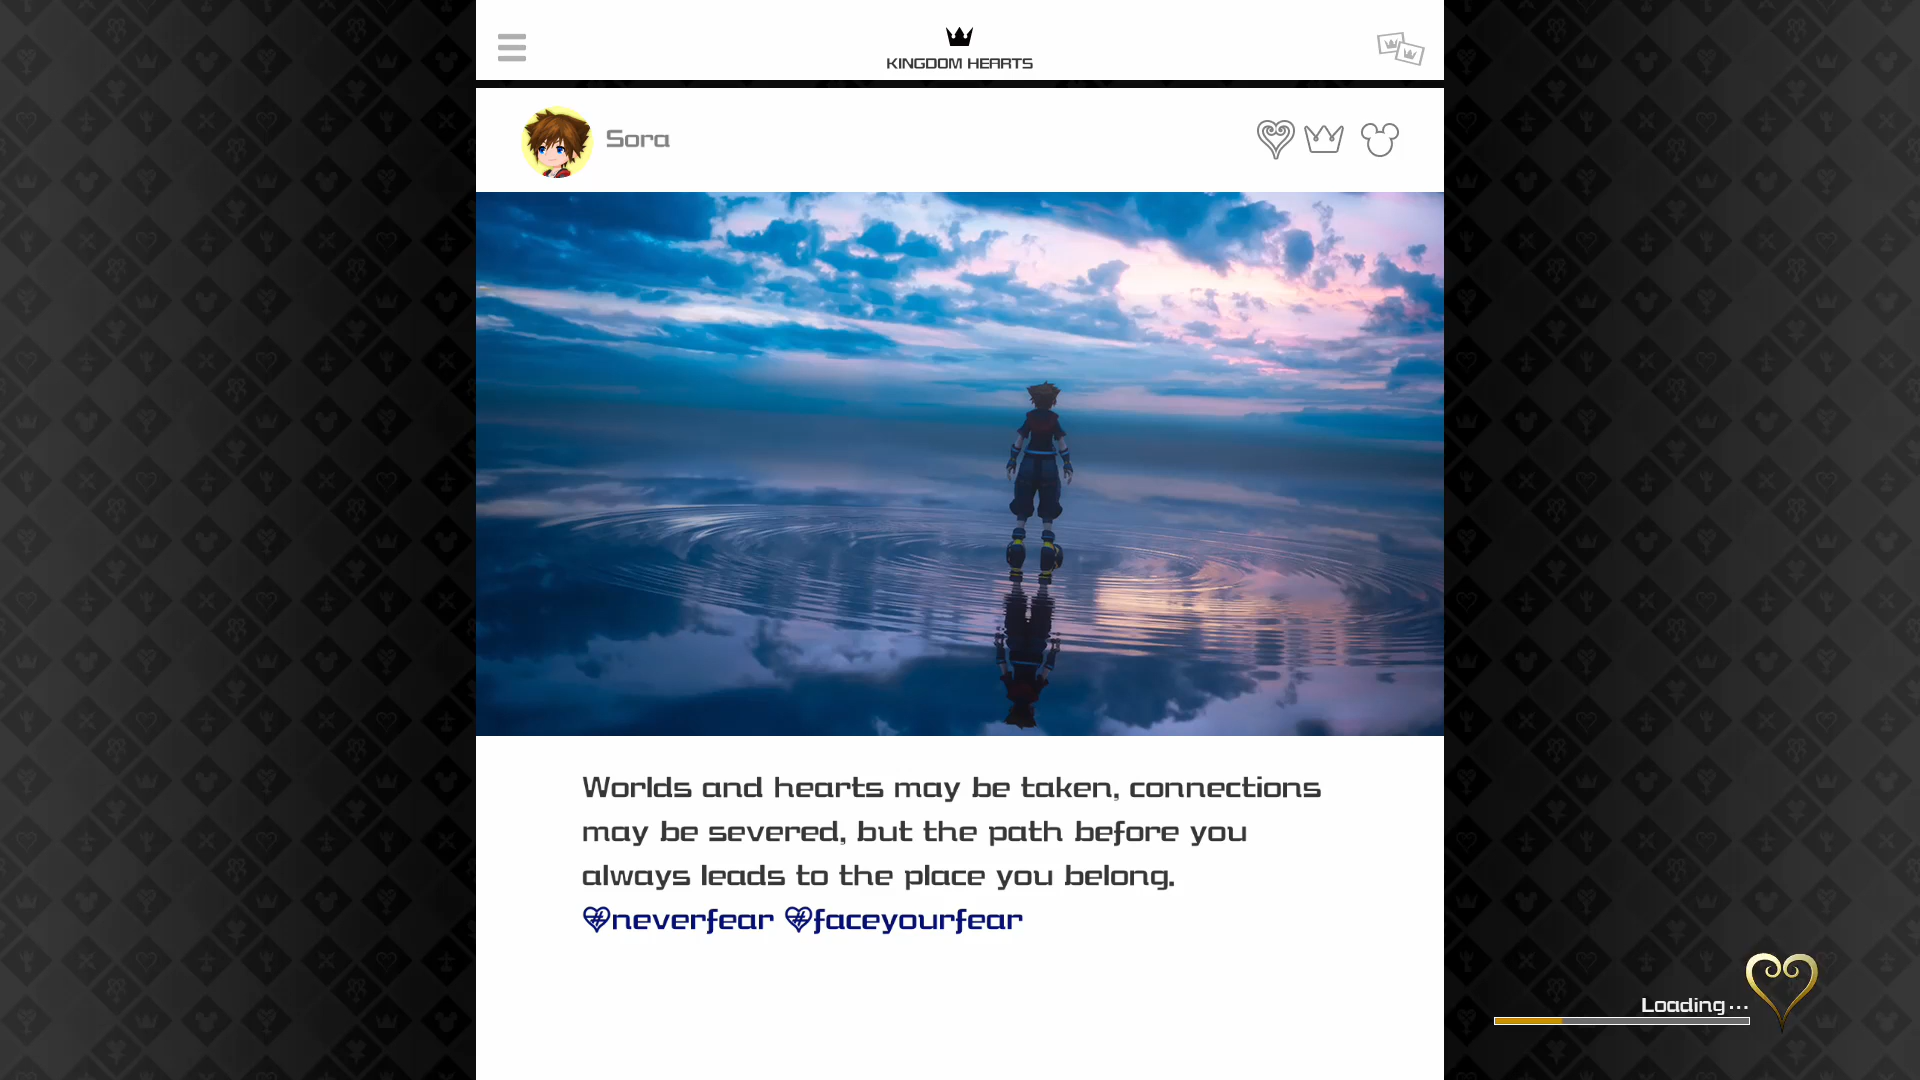 KINGDOM HEARTS
Sora
Worlds and hearts may be taken, connections
may be severed, but the path before you
always leads to the place you belong.
#neverfear #faceyourfear
Loading...